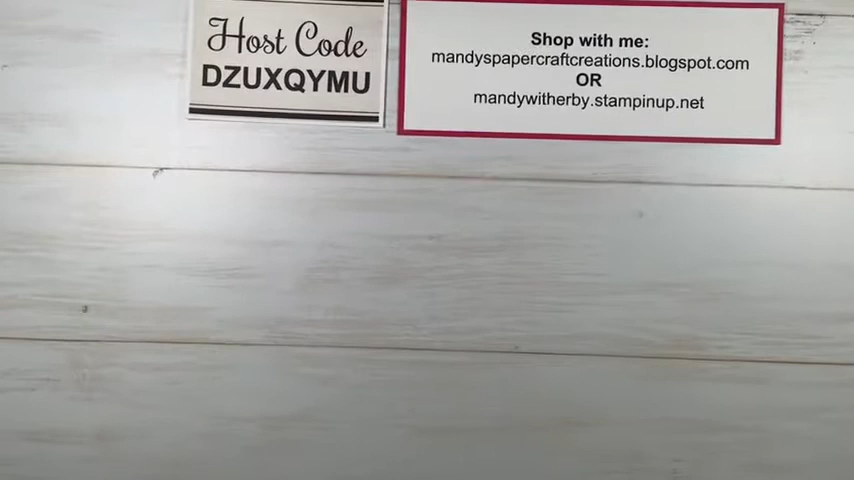 Host Code
DZUXQYMU
Shop with me:
mandyspapercraftcreations.blogspot.com
OR
mandywitherby.stampinup.net